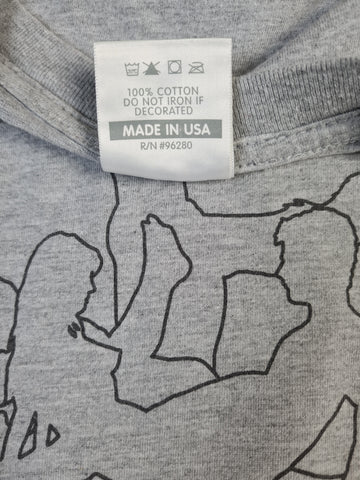 100% COTTON
DO NOT IRON IF
DECORATED
MADE IN USA
R/N #96280